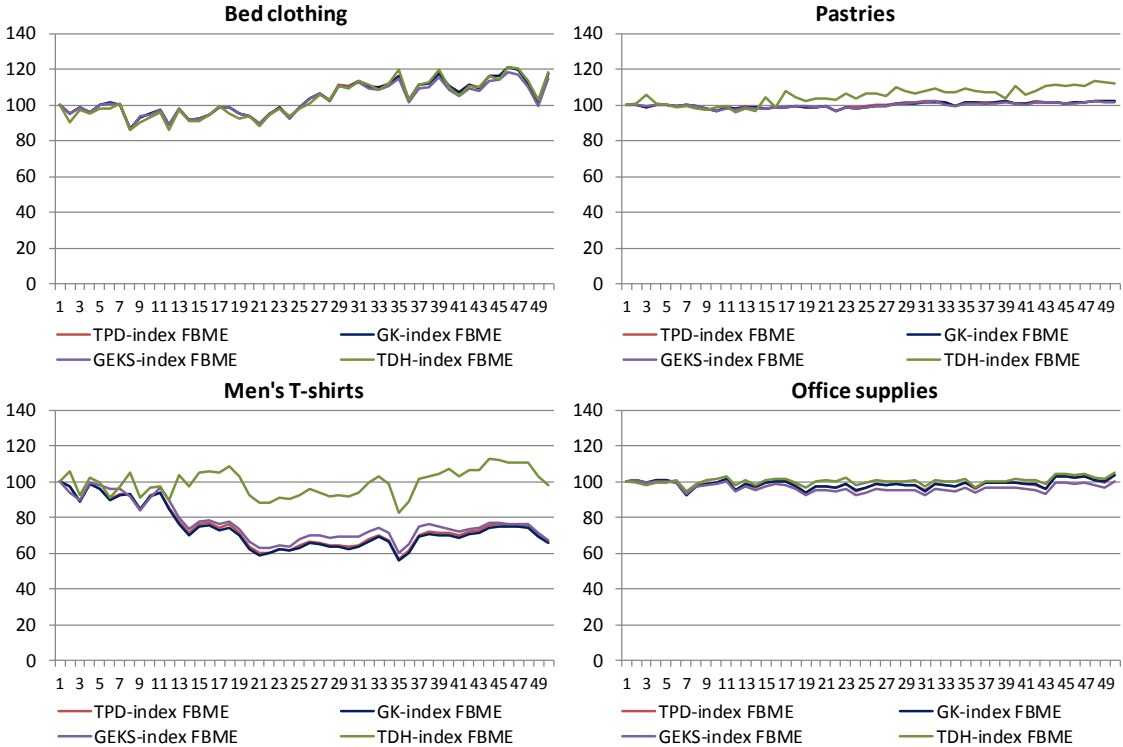 Bed clothing
140
120
100
80
60
40
20
0
1 3 5 7 9 11 13 15 17 19 21 23 25 27 29 31 33 35 37 39 41 43 45 47 49
TPD-index FBME GK-index FBME
GEKS-index FBME TDH-index FBME
Pastries
140
120
100
80
60
40
20
0
1 3 5 7 9 11 13 15 17 19 21 23 25 27 29 31 33 35 37 39 41 43 45 47 49
TPD-index FBME GK-index FBME
GEKS-index FBME TDH-index FBME
Men's T-shirts
140
120
100
80
60
40
20
0
1 3 5 7 9 11 13 15 17 19 21 23 25 27 29 31 33 35 37 39 41 43 45 47 49
TPD-index FBME GK-index FBME
GEKS-index FBME TDH-index FBME
Office supplies
140
120
100
80
60
40
20
0
1 3 5 7 9 11 13 15 17 19 21 23 25 27 29 31 33 35 37 39 41 43 45 47 49
TPD-index FBME GK-index FBME
GEKS-index FBME TDH-index FBME